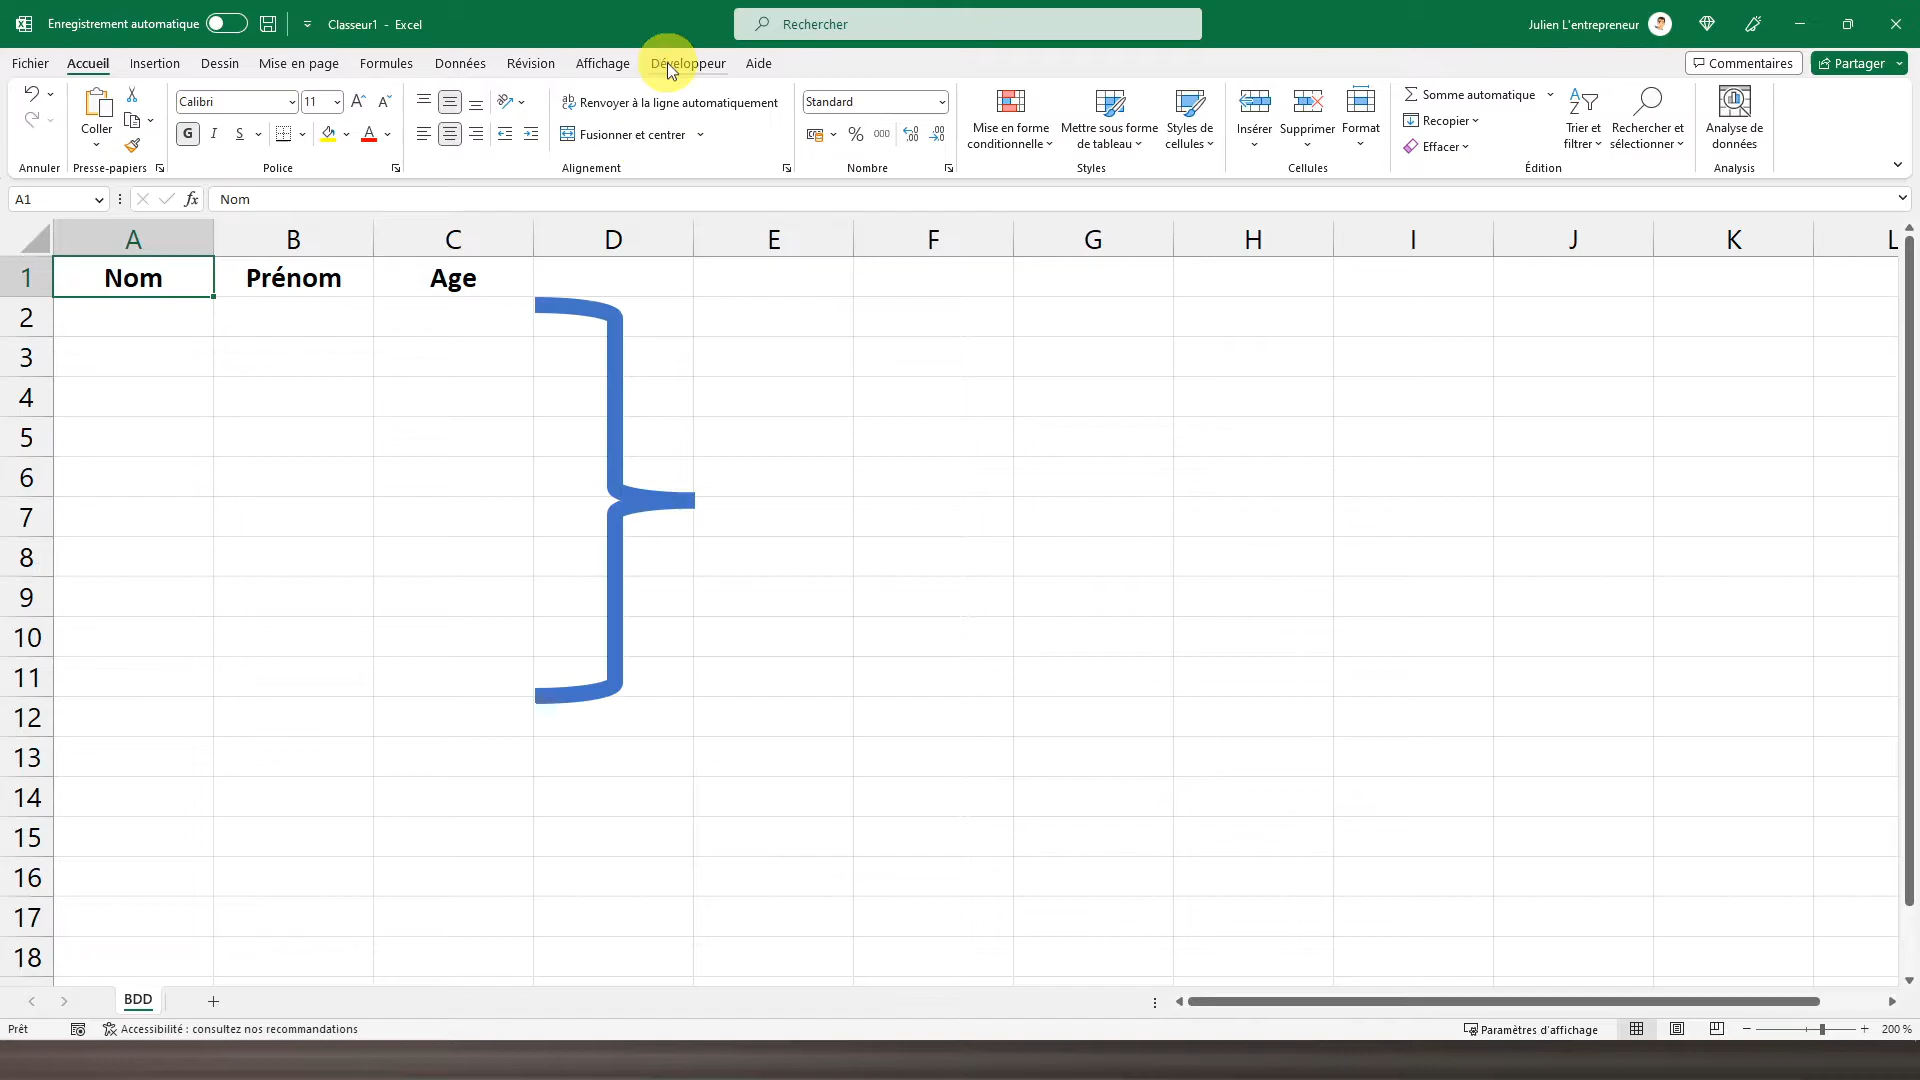 Enregistrement automatique
Classeur1 - Excel
Rechercher
Julien L'entrepreneur
Fichier Accueil Insertion Dessin Mise en page Formules Données Révision Affichage Développeur Aide
Commentaires
Partager
Coller
Calibri 11
G I S
Renvoyer à la ligne automatiquement
Fusionner et centrer
Standard
% 000
Mise en forme conditionnelle
Mettre sous forme de tableau
Styles de cellules
Insérer Supprimer Format
Somme automatique
Recopier
Effacer
Trier et filtrer
Rechercher et sélectionner
Analyse de données
Annuler Presse-papiers Police Alignement Nombre Styles Cellules Édition Analysis
A1 fx Nom
A B C D E F G H I J K L
1 Nom Prénom Age
2
3
4
5
6
7
8
9
10
11
12
13
14
15
16
17
18
BDD
Prêt
Accessibilité : consultez nos recommandations
Paramètres d'affichage
200 %